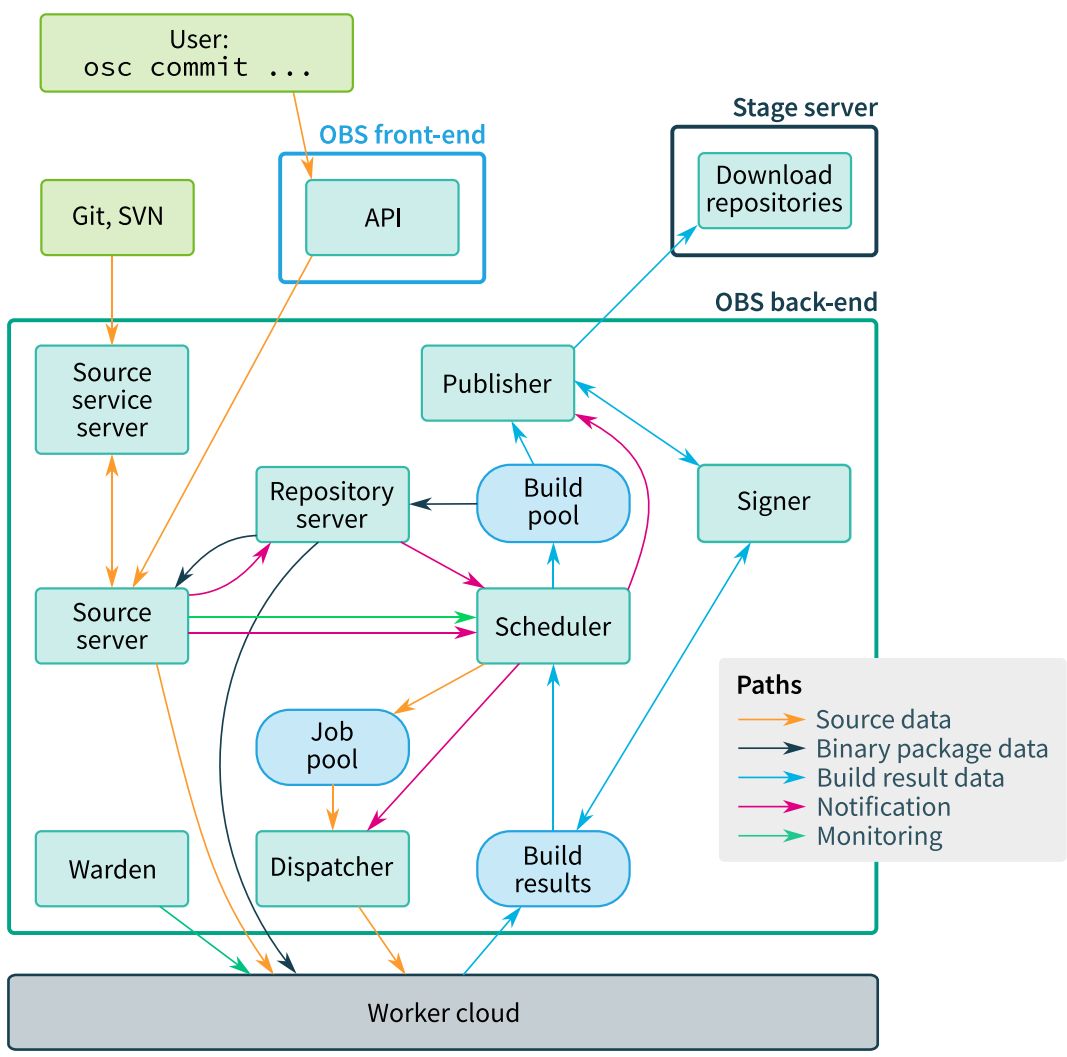 User:
osc commit ...
OBS front-end
Stage server
Git, SVN
API
Download
repositories
OBS back-end
Source
service
server
Publisher
Repository
server
Build
pool
Signer
Source
server
Scheduler
Job
pool
Warden
Dispatcher
Build
results
Paths
Source data
Binary package data
Build result data
Notification
Monitoring
Worker cloud